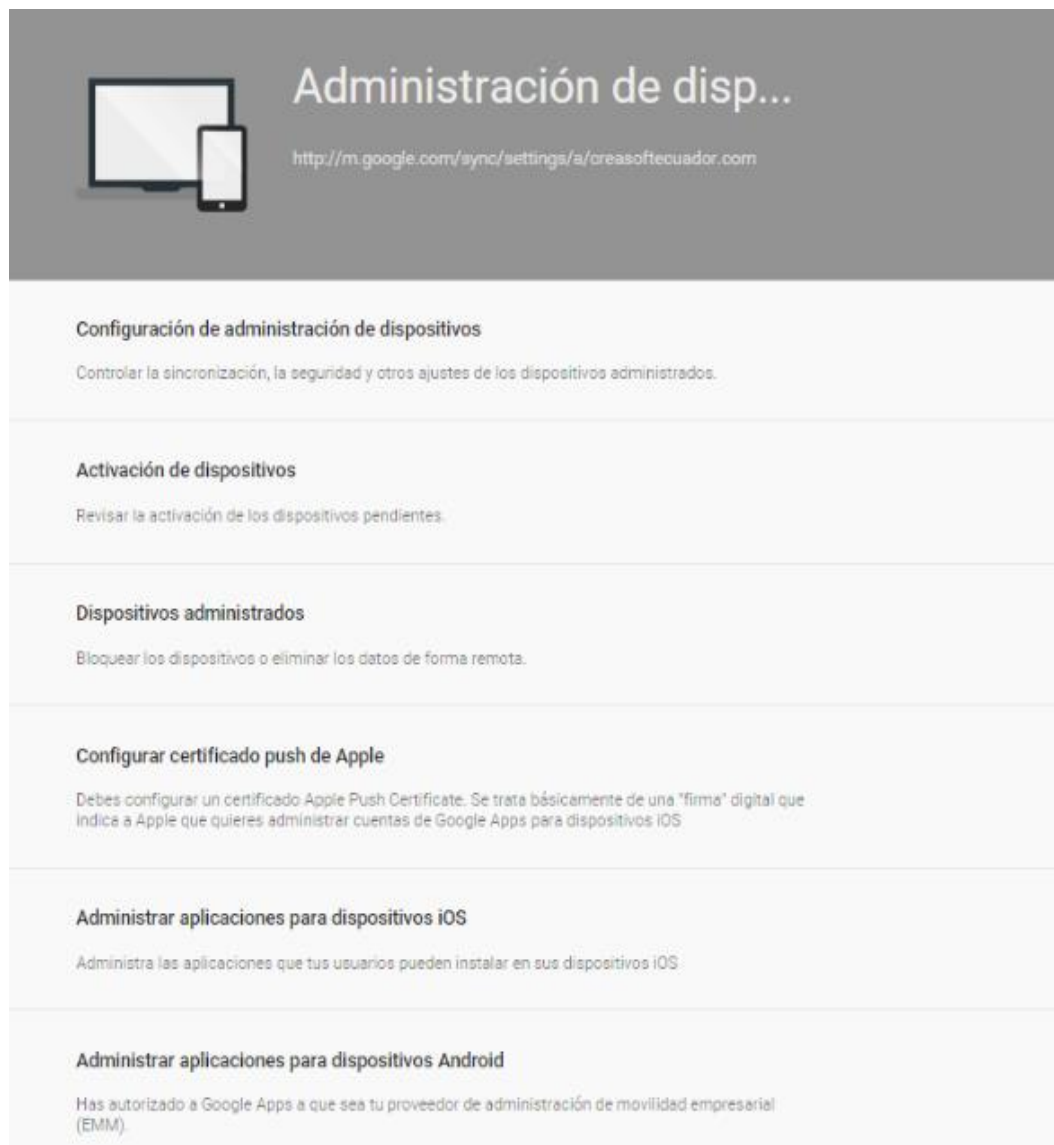 Administración de disp...
http://m.google.com/sync/settings/a/creasoftecuador.com
Configuración de administración de dispositivos
Controlar la sincronización, la seguridad y otros ajustes de los dispositivos administrados.
Activación de dispositivos
Revisar la activación de los dispositivos pendientes.
Dispositivos administrados
Bloquear los dispositivos o eliminar los datos de forma remota.
Configurar certificado push de Apple
Debes configurar un certificado Apple Push Certificate. Se trata básicamente de una "firma" digital que
indica a Apple que quieres administrar cuentas de Google Apps para dispositivos iOS
Administrar aplicaciones para dispositivos iOS
Administra las aplicaciones que tus usuarios pueden instalar en sus dispositivos iOS
Administrar aplicaciones para dispositivos Android
Has autorizado a Google Apps a que sea tu proveedor de administración de movilidad empresarial
(EMM).